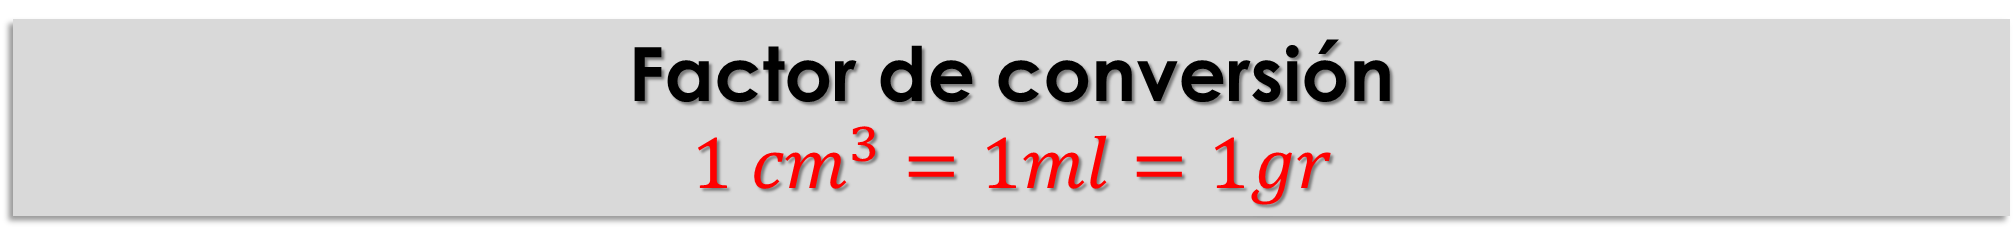 Factor de conversión
1 cm³ = 1ml = 1gr